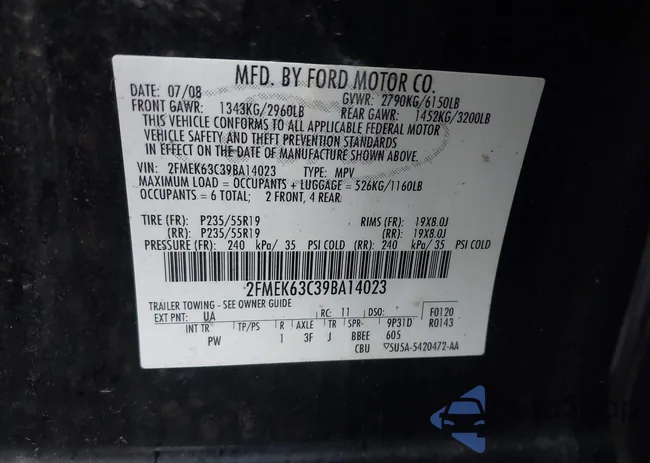 MFD. BY FORD MOTOR CO.
DATE: 07/08 GVWR: 2790KG/6150LB
FRONT GAWR: 1343KG/2960LB REAR GAWR: 1452KG/3200LB
THIS VEHICLE CONFORMS TO ALL APPLICABLE FEDERAL MOTOR
VEHICLE SAFETY AND THEFT PREVENTION STANDARDS
IN EFFECT ON THE DATE OF MANUFACTURE SHOWN ABOVE.
VIN: 2FMEK63C39BA14023 TYPE: MPV
MAXIMUM LOAD = OCCUPANTS + LUGGAGE = 526KG/1160LB
OCCUPANTS = 6 TOTAL; 2 FRONT, 4 REAR
TIRE (FR): P235/55R19 RIMS (FR): 19X8.0J
(RR): P235/55R19 (RR): 19X8.0J
PRESSURE (FR) 240 kPa/ 35 PSI COLD (RR) 240 kPa/ 35 PSI COLD
2FMEK63C39BA14023
TRAILER TOWING - SEE OWNER GUIDE
EXT PNT: UA RC: 11 DSO: F0120
INT TR TP/PS R AXLE TR SPR 9P31D R0143
PW 1 3F J BBEE 605
CBU 5U5A-5420472-AA